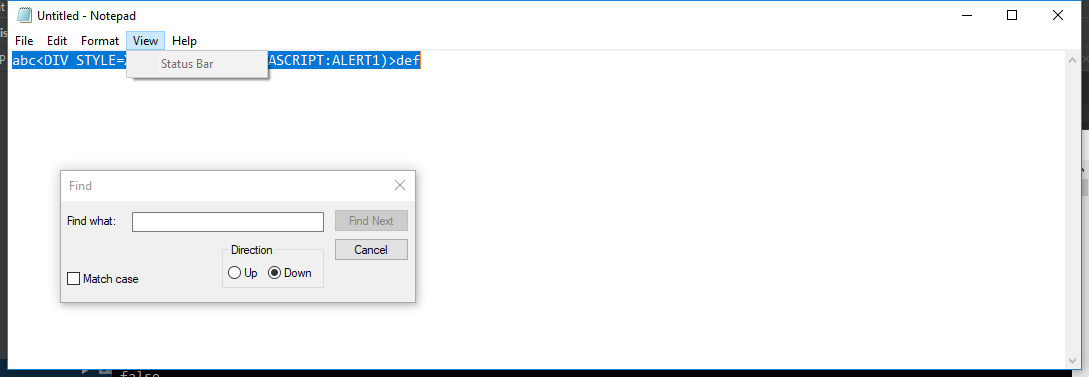 Untitled - Notepad
File Edit Format View Help
abc<DIV STYLE= ASCRIPT:ALERT1)>def
Status Bar
Find
Find what: Find Next
Direction Cancel
Up Down
Match case
false